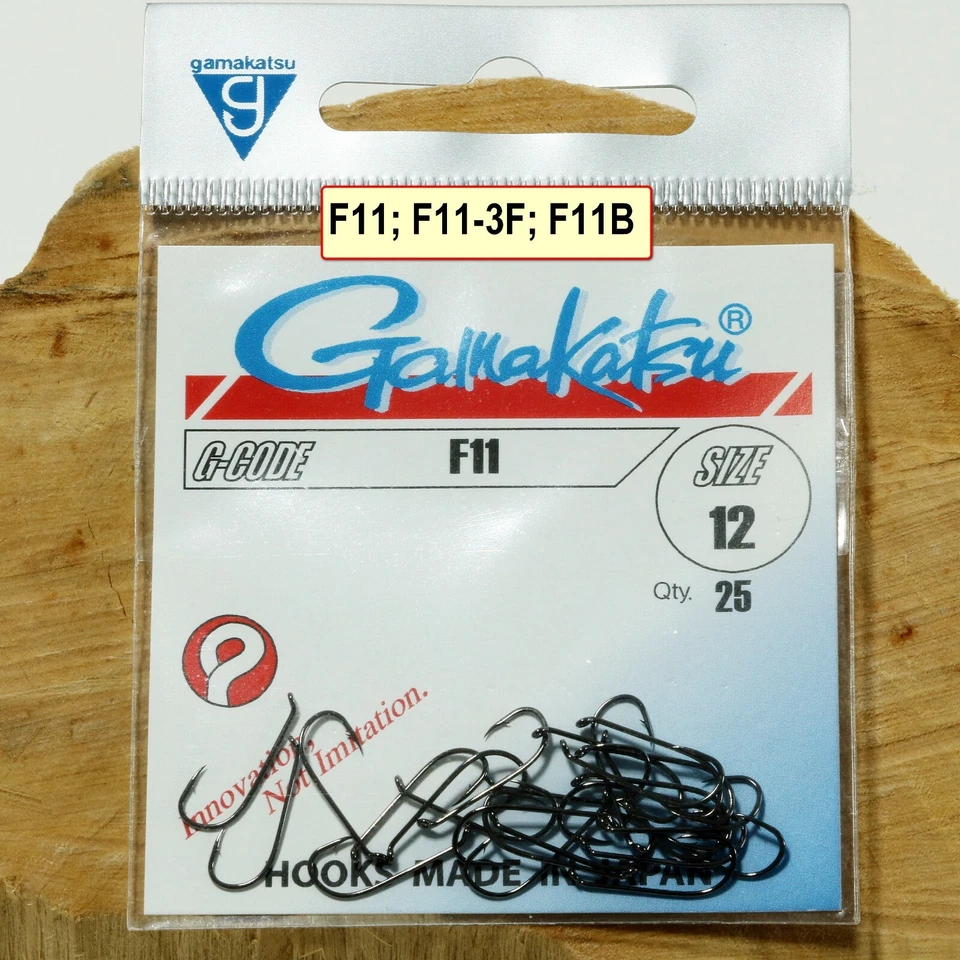 gamakatsu
g
F11; F11-3F; F11B
Gamakatsu®
G-CODE F11
SIZE
12
Qty. 25
Innovation,
Not Imitation.
HOOKS MADE IN JAPAN